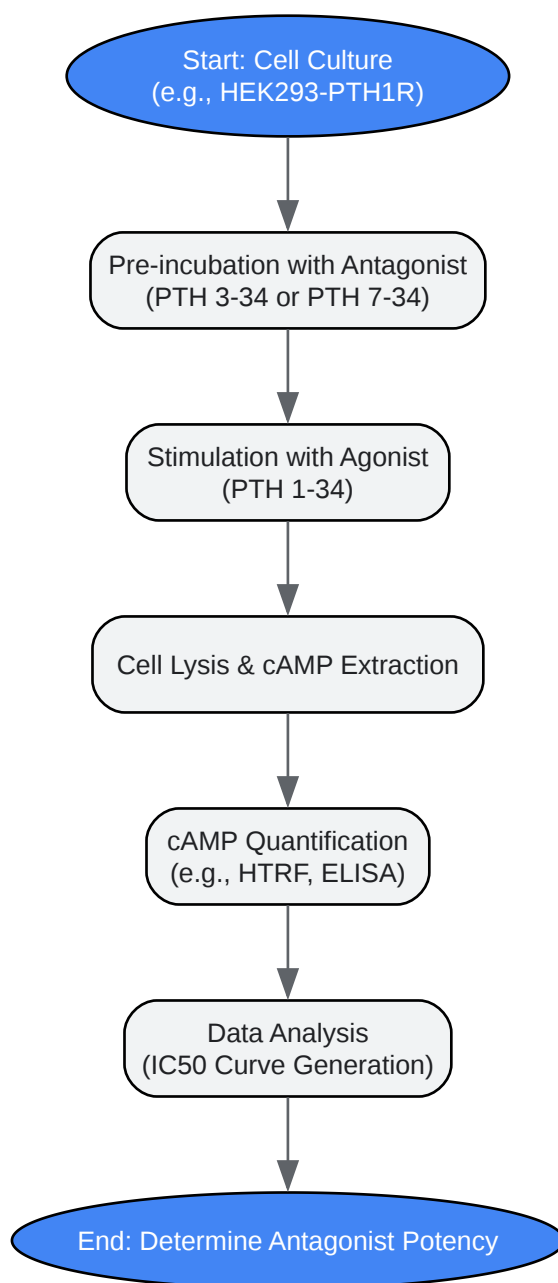 Start: Cell Culture
(e.g., HEK293-PTH1R)
Pre-incubation with Antagonist
(PTH 3-34 or PTH 7-34)
Stimulation with Agonist
(PTH 1-34)
Cell Lysis & cAMP Extraction
cAMP Quantification
(e.g., HTRF, ELISA)
Data Analysis
(IC50 Curve Generation)
End: Determine Antagonist Potency